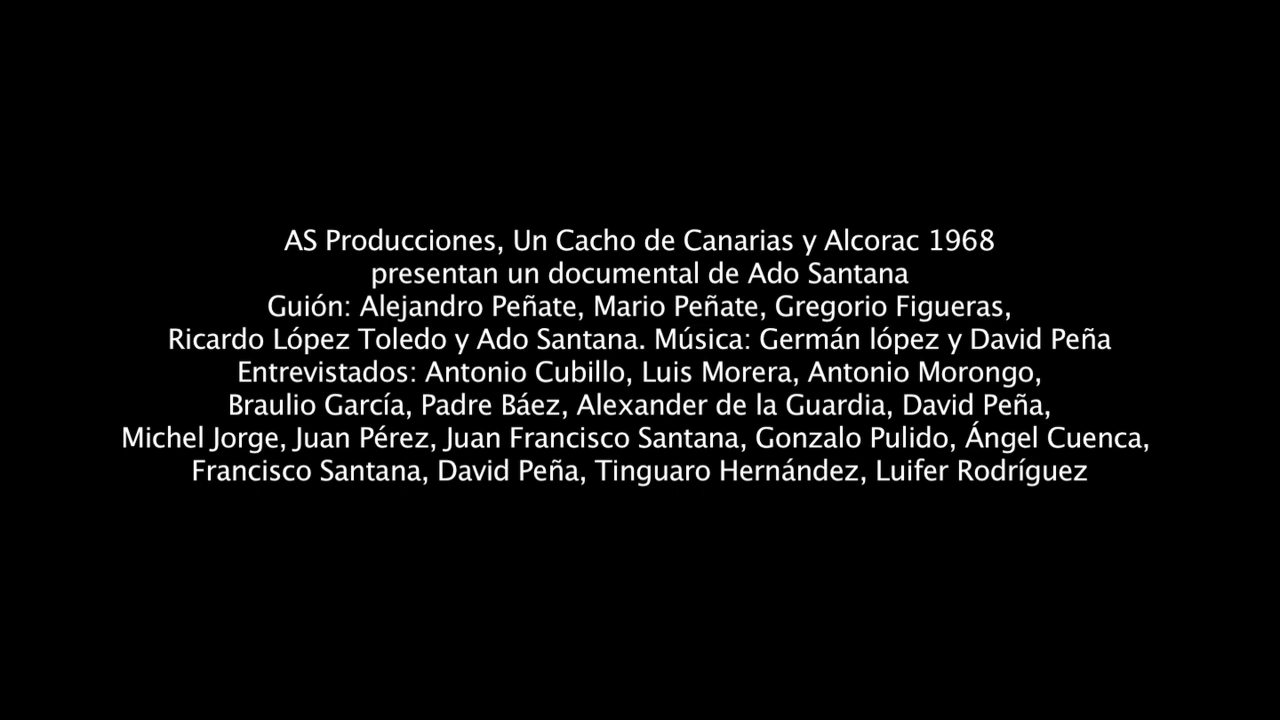 AS Producciones, Un Cacho de Canarias y Alcorac 1968
presentan un documental de Ado Santana
Guión: Alejandro Peñate, Mario Peñate, Gregorio Figueras,
Ricardo López Toledo y Ado Santana. Música: Germán lópez y David Peña
Entrevistados: Antonio Cubillo, Luis Morera, Antonio Morongo,
Braulio García, Padre Báez, Alexander de la Guardia, David Peña,
Michel Jorge, Juan Pérez, Juan Francisco Santana, Gonzalo Pulido, Ángel Cuenca,
Francisco Santana, David Peña, Tinguaro Hernández, Luifer Rodríguez